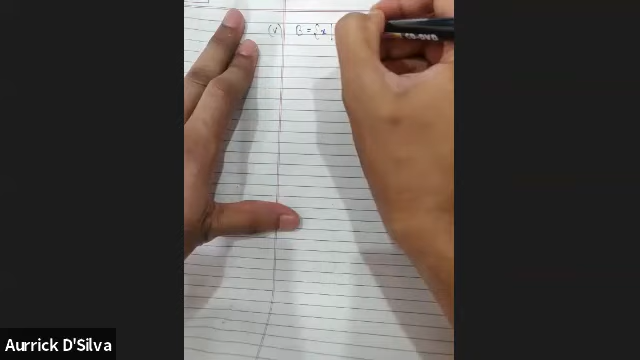 (v) B = {x |
Aurrick D'Silva